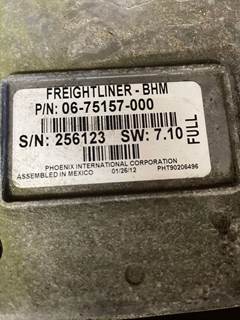 FREIGHTLINER - BHM
P/N: 06-75157-000
S/N: 256123 SW: 7.10
FULL
PHOENIX INTERNATIONAL CORPORATION
ASSEMBLED IN MEXICO 01/26/12 PHT90206496